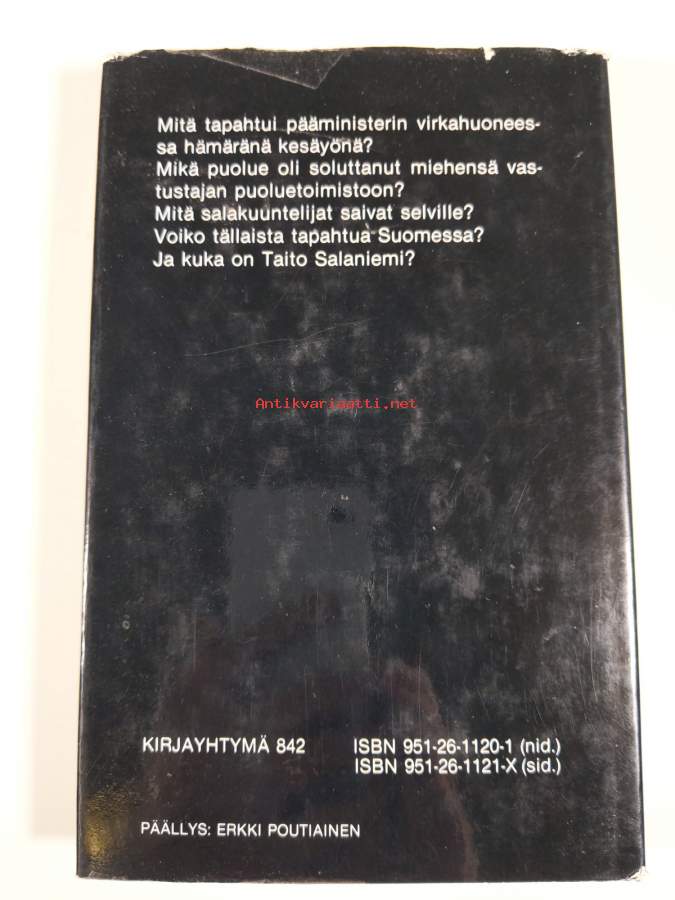 Mitä tapahtui pääministerin virkahuonees-
sa hämäränä kesäyönä?
Mikä puolue oli soluttanut miehensä vas-
tustajan puoluetoimistoon?
Mitä salakuuntelijat saivat selville?
Voiko tällaista tapahtua Suomessa?
Ja kuka on Taito Salaniemi?
Antikvariaatti.net
KIRJAYHTYMÄ 842 ISBN 951-26-1120-1 (nid.)
ISBN 951-26-1121-X (sid.)
PÄÄLLYS: ERKKI POUTIAINEN